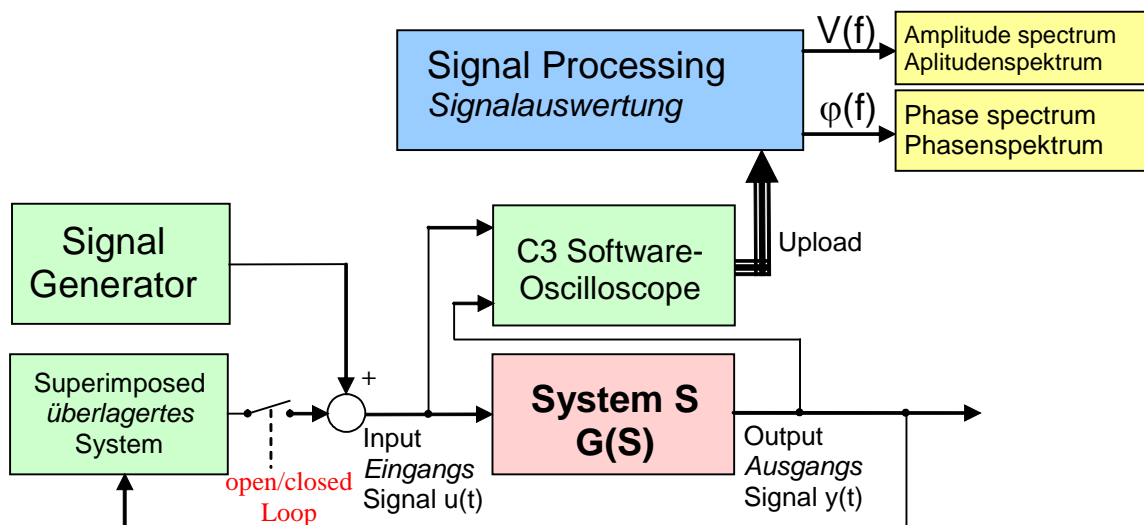 Signal Processing
Signalauswertung
V(f)
φ(f)
Amplitude spectrum
Aplitudenspektrum
Phase spectrum
Phasenspektrum
Signal
Generator
C3 Software-
Oscilloscope
Upload
Superimposed
überlagertes
System
+
open/closed
Loop
Input
Eingangs
Signal u(t)
System S
G(S)
Output
Ausgangs
Signal y(t)